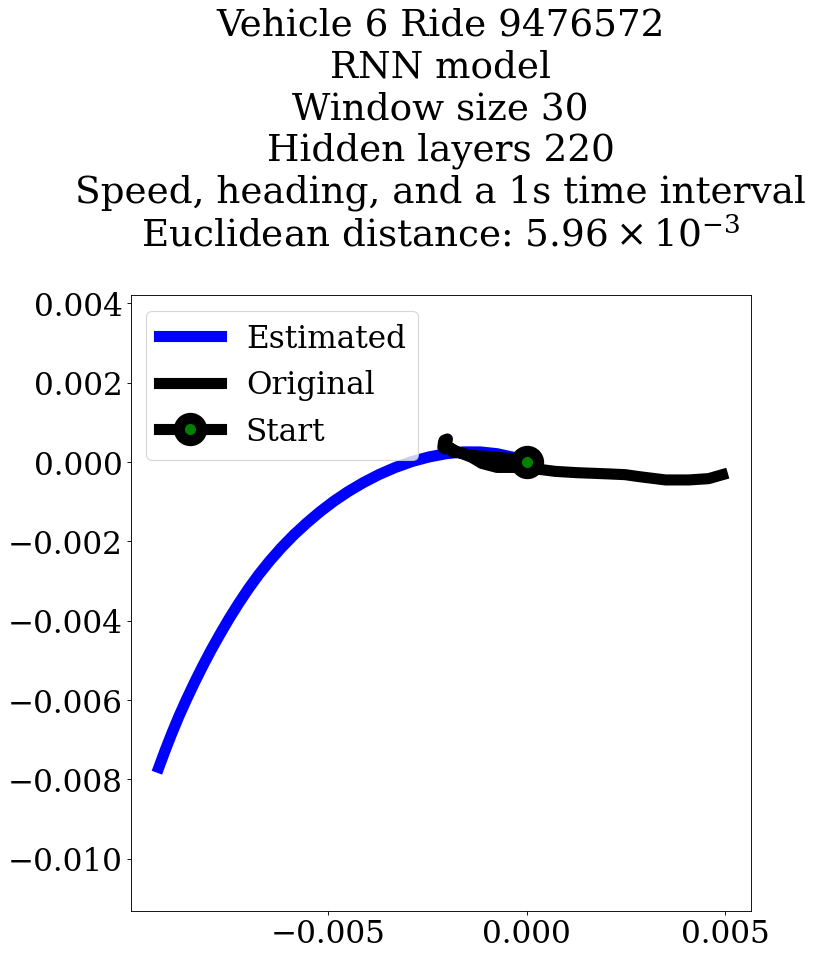 Vehicle 6 Ride 9476572
RNN model
Window size 30
Hidden layers 220
Speed, heading, and a 1s time interval
Euclidean distance: 5.96 × 10⁻³
Estimated
Original
Start
0.004
0.002
0.000
−0.002
−0.004
−0.006
−0.008
−0.010
−0.005
0.000
0.005